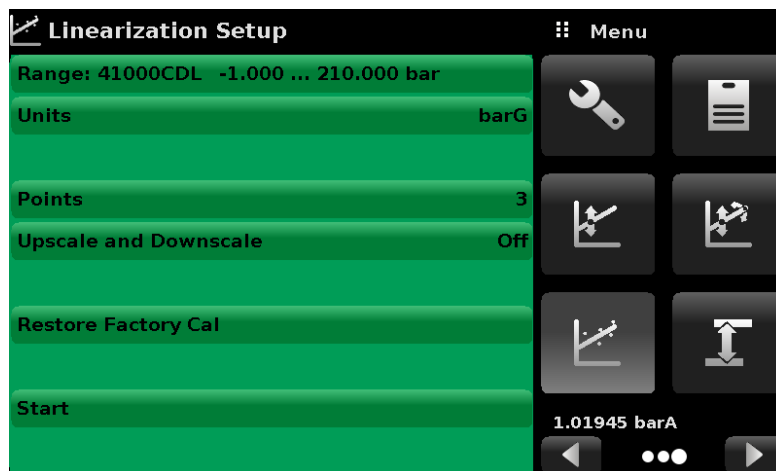 Linearization Setup
Menu
Range: 41000CDL -1.000 ... 210.000 bar
Units barG
Points 3
Upscale and Downscale Off
Restore Factory Cal
Start
1.01945 barA